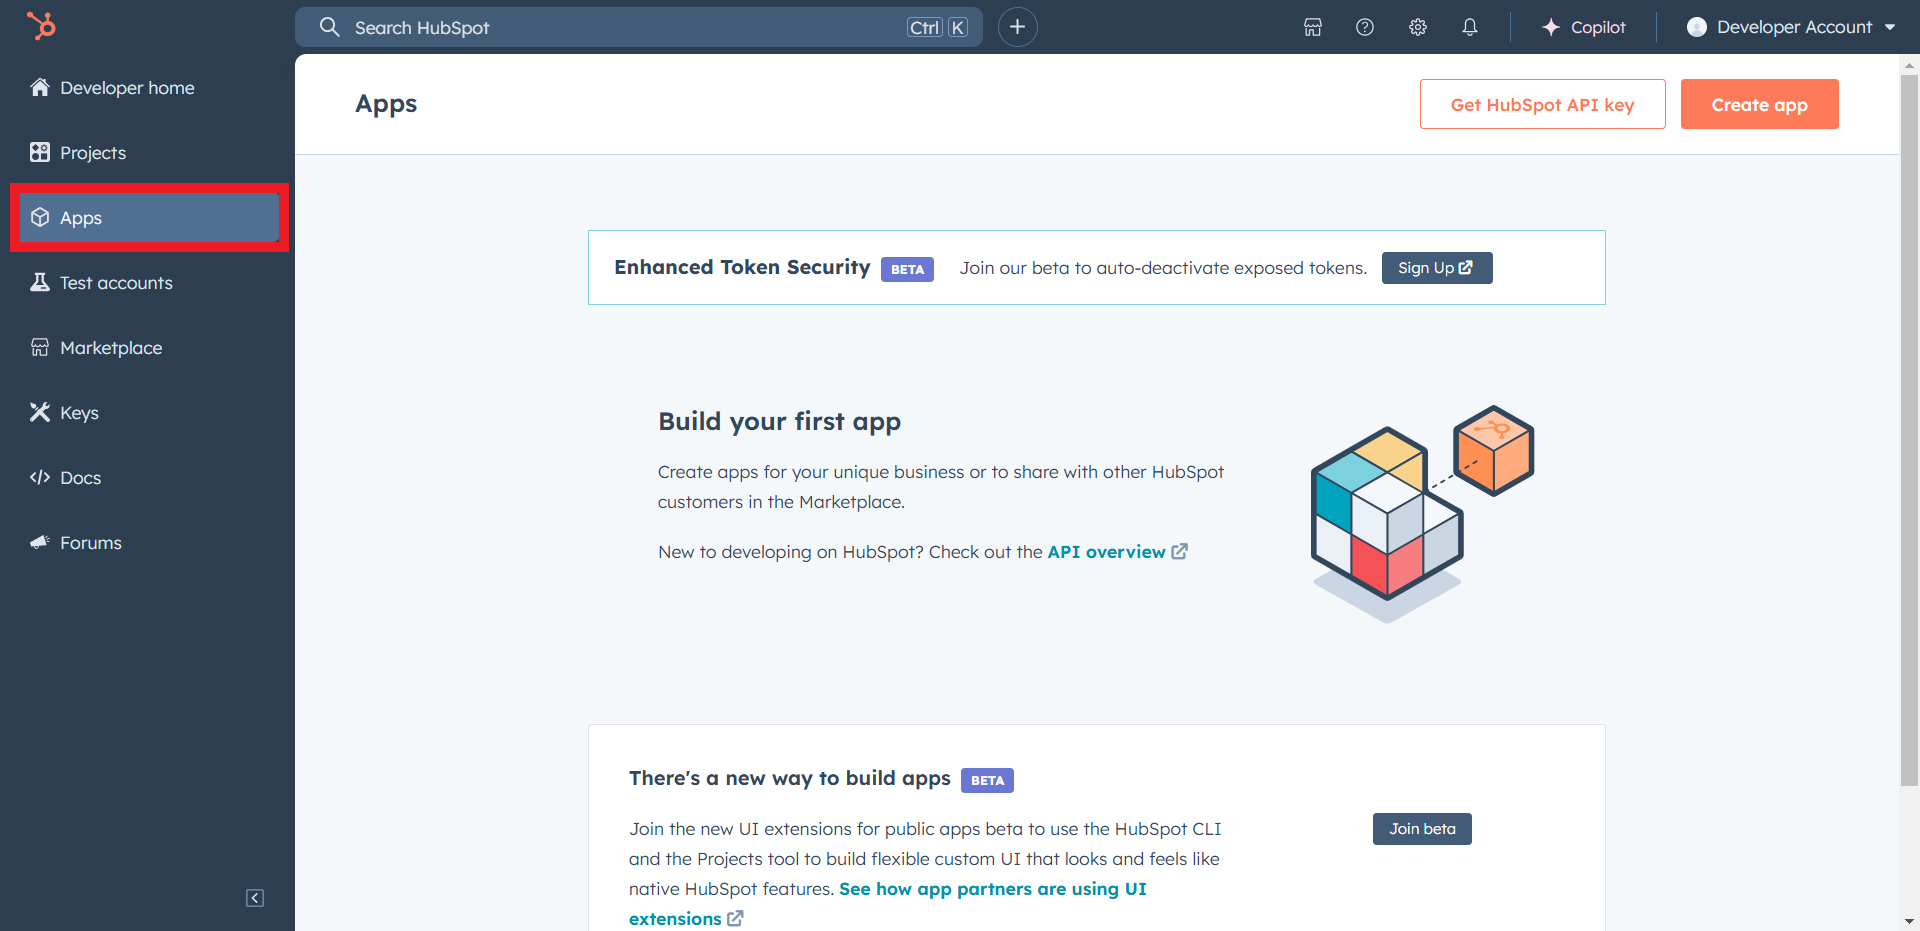 Search HubSpot
Ctrl K
Copilot
Developer Account
Developer home
Projects
Apps
Test accounts
Marketplace
Keys
Docs
Forums
Apps
Get HubSpot API key
Create app
Enhanced Token Security BETA Join our beta to auto-deactivate exposed tokens. Sign Up
Build your first app
Create apps for your unique business or to share with other HubSpot
customers in the Marketplace.
New to developing on HubSpot? Check out the API overview
There's a new way to build apps BETA
Join the new UI extensions for public apps beta to use the HubSpot CLI
and the Projects tool to build flexible custom UI that looks and feels like
native HubSpot features. See how app partners are using UI
extensions
Join beta